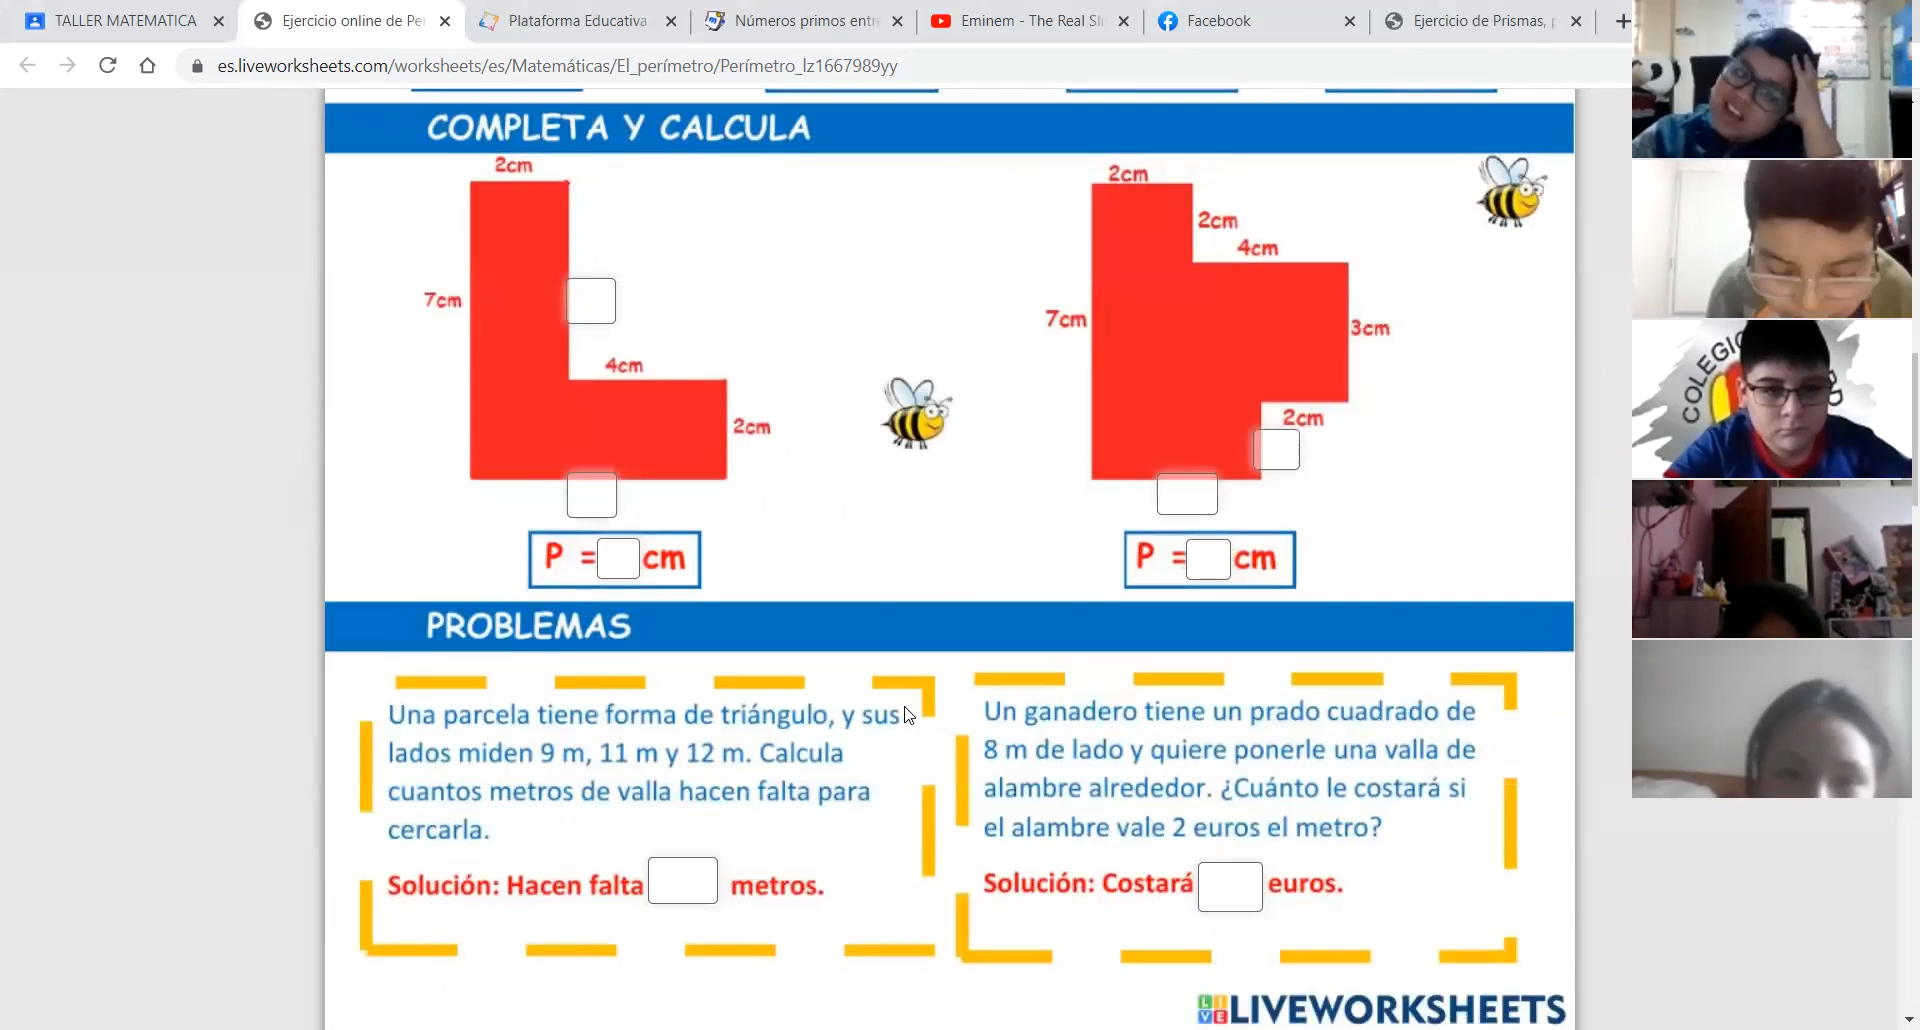 TALLER MATEMATICA
Ejercicio online de Per
Plataforma Educativa
Números primos entr
Eminem - The Real Sli
Facebook
Ejercicio de Prismas, p
es.liveworksheets.com/worksheets/es/Matemáticas/El_perímetro/Perímetro_lz1667989yy
COMPLETA Y CALCULA
2cm
7cm
4cm
2cm
P = cm
2cm
2cm
4cm
7cm
3cm
2cm
P = cm
PROBLEMAS
Una parcela tiene forma de triángulo, y sus
lados miden 9 m, 11 m y 12 m. Calcula
cuantos metros de valla hacen falta para
cercarla.
Solución: Hacen falta metros.
Un ganadero tiene un prado cuadrado de
8 m de lado y quiere ponerle una valla de
alambre alrededor. ¿Cuánto le costará si
el alambre vale 2 euros el metro?
Solución: Costará euros.
LIVEWORKSHEETS
COLEGIO